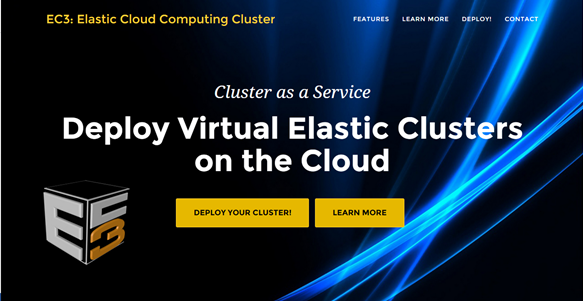 EC3: Elastic Cloud Computing Cluster
FEATURES LEARN MORE DEPLOY! CONTACT
Cluster as a Service
Deploy Virtual Elastic Clusters
on the Cloud
DEPLOY YOUR CLUSTER! LEARN MORE
EC3